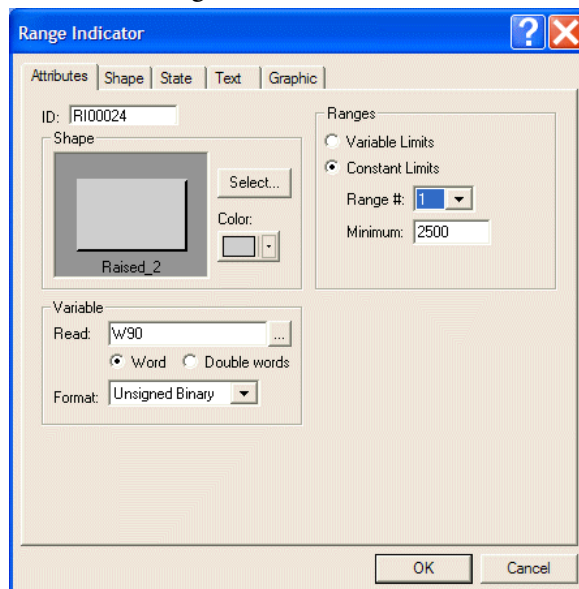 Range Indicator
Attributes Shape State Text Graphic
ID: RI00024
Shape
Select...
Color:
Raised_2
Variable
Read: W90 ...
Word Double words
Format: Unsigned Binary
Ranges
Variable Limits
Constant Limits
Range #: 1
Minimum: 2500
OK Cancel